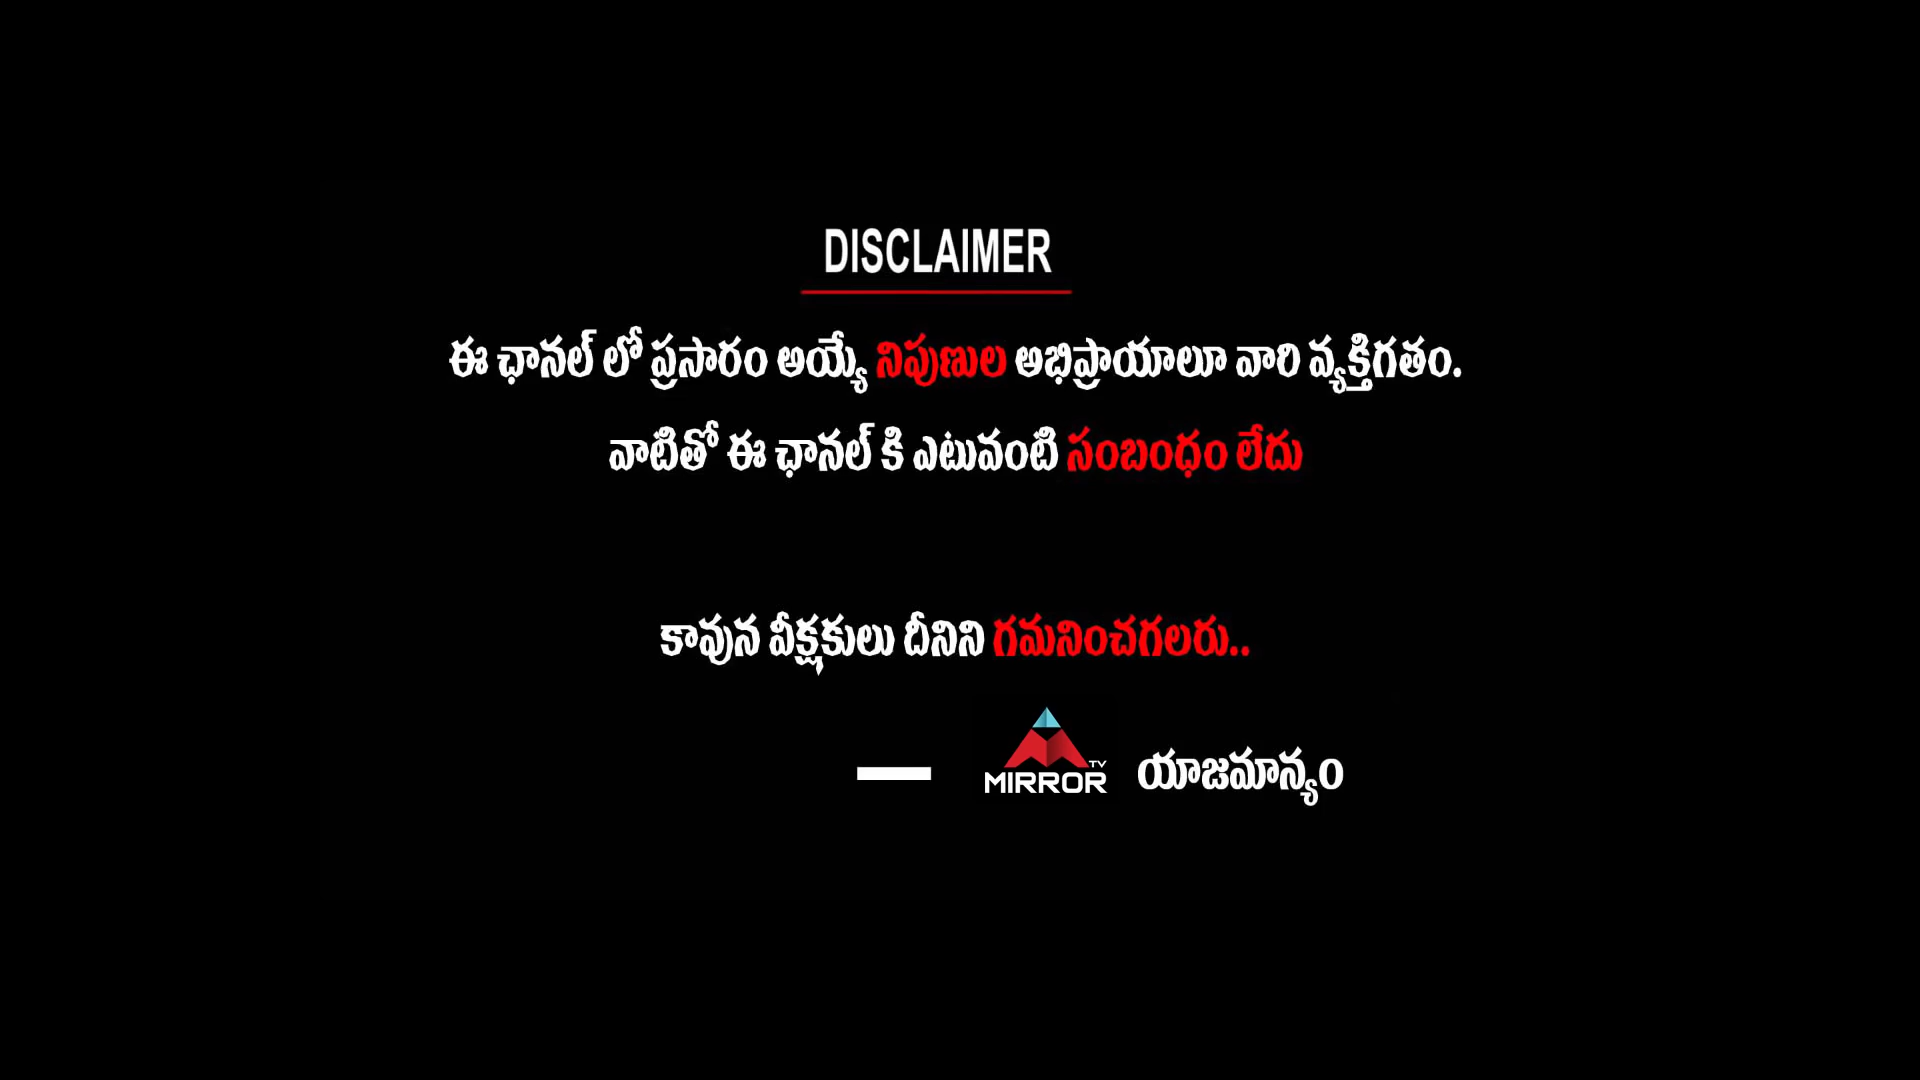 DISCLAIMER
ఈ ఛానల్ లో ప్రసారం అయ్యే నిపుణుల అభిప్రాయాలూ వారి వ్యక్తిగతం.
వాటితో ఈ ఛానల్ కి ఎటువంటి సంబంధం లేదు
కావున వీక్షకులు దీనిని గమనించగలరు..
— MIRROR TV యాజమాన్యం